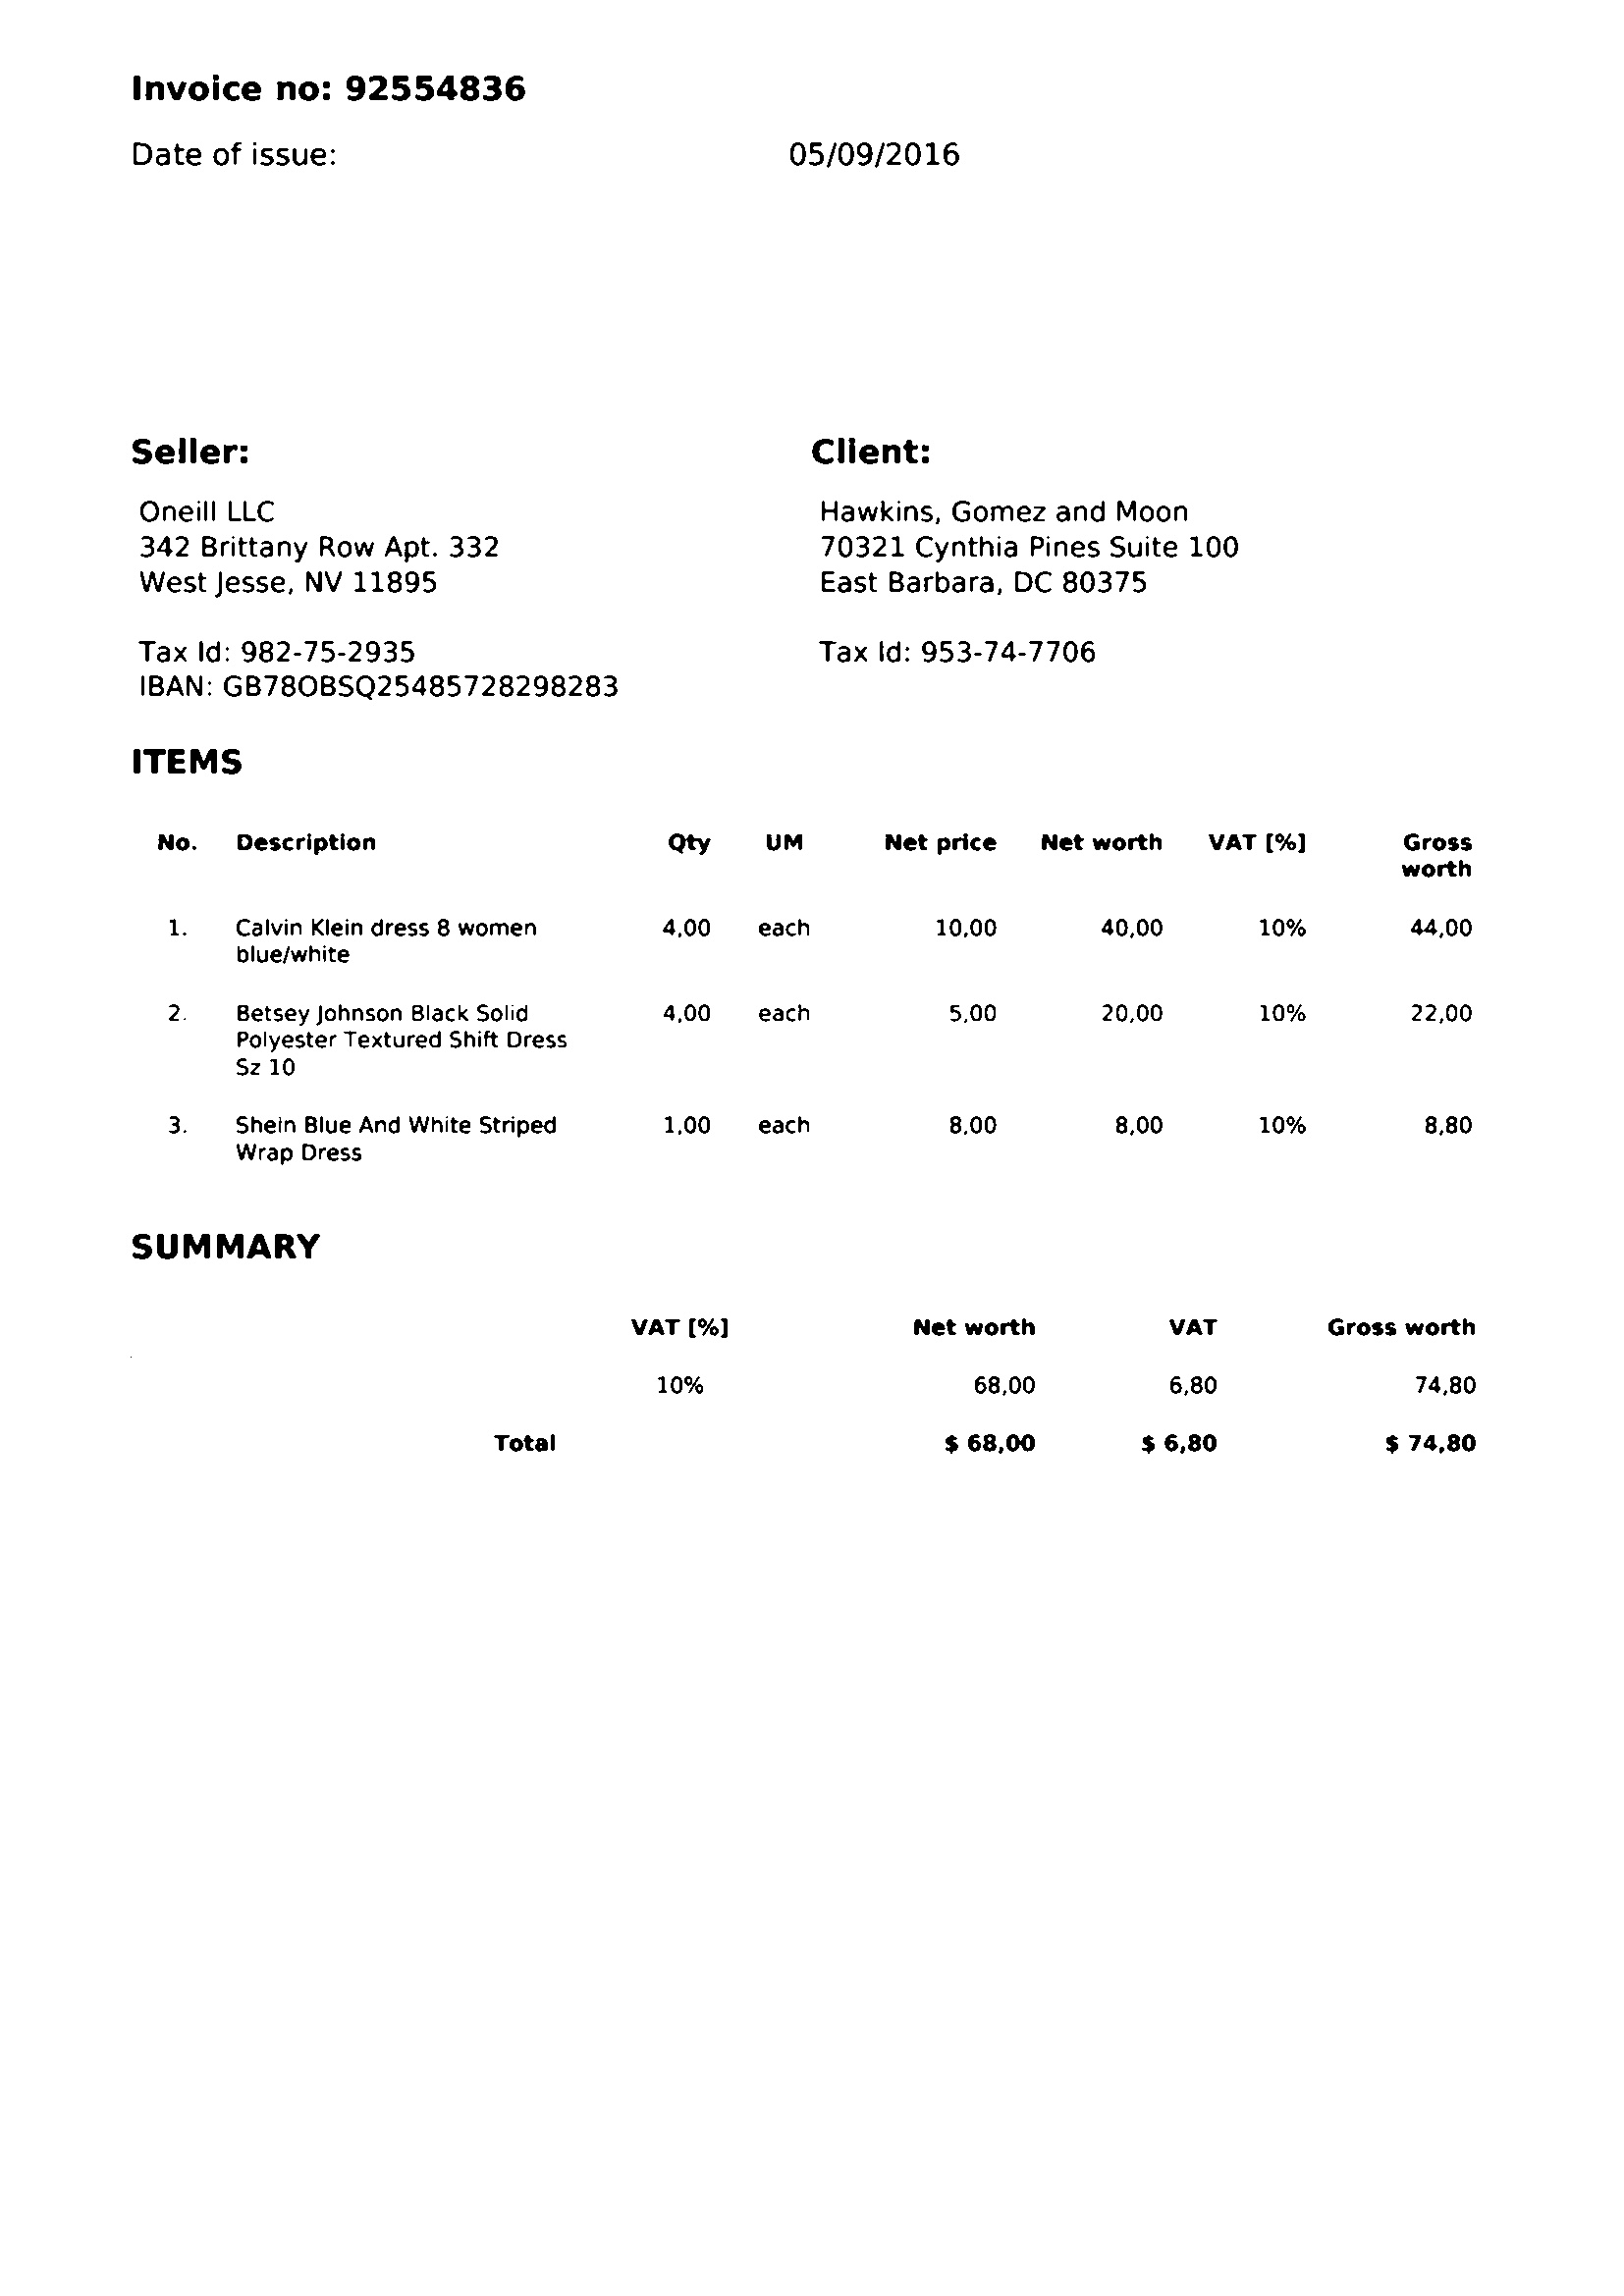 Invoice no: 92554836
Date of issue: 05/09/2016
Seller: Client:
Oneill LLC Hawkins, Gomez and Moon
342 Brittany Row Apt. 332 70321 Cynthia Pines Suite 100
West Jesse, NV 11895 East Barbara, DC 80375
Tax Id: 982-75-2935 Tax Id: 953-74-7706
IBAN: GB78OBSQ25485728298283
ITEMS
No. Description Qty UM Net price Net worth VAT [%] Gross
worth
1. Calvin Klein dress 8 women 4,00 each 10,00 40,00 10% 44,00
blue/white
2. Betsey Johnson Black Solid 4,00 each 5,00 20,00 10% 22,00
Polyester Textured Shift Dress
Sz 10
3. Shein Blue And White Striped 1,00 each 8,00 8,00 10% 8,80
Wrap Dress
SUMMARY
VAT [%] Net worth VAT Gross worth
10% 68,00 6,80 74,80
Total $ 68,00 $ 6,80 $ 74,80